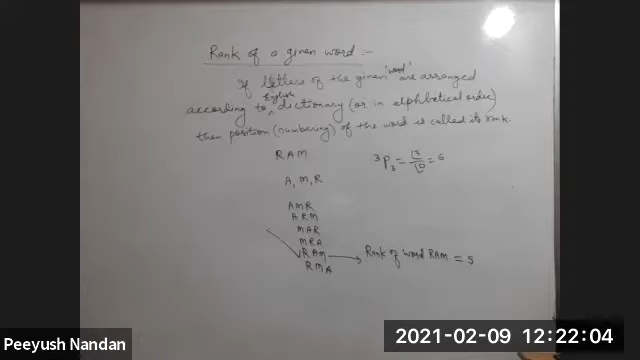 Rank of a given word :-
If letters of the given "word" are arranged
according to English dictionary (or in alphbetical order)
then position (numbering) of the word is called its rank.
RAM
³P₃ = ⌊3 / ⌊0 = 6
A, M, R
AMR
ARM
MAR
MRA
RAM → Rank of word RAM = 5
RMA
Peeyush Nandan
2021-02-09 12:22:04